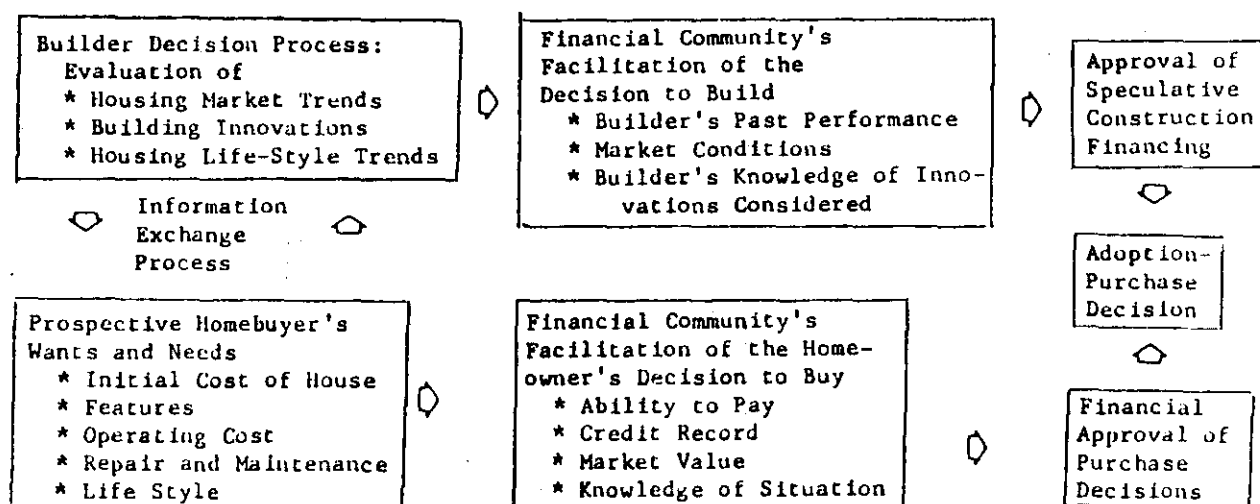 Builder Decision Process:
Evaluation of
* Housing Market Trends
* Building Innovations
* Housing Life-Style Trends
Financial Community's
Facilitation of the
Decision to Build
* Builder's Past Performance
* Market Conditions
* Builder's Knowledge of Inno-
vations Considered
Approval of
Speculative
Construction
Financing
Information
Exchange
Process
Adoption-
Purchase
Decision
Prospective Homebuyer's
Wants and Needs
* Initial Cost of House
* Features
* Operating Cost
* Repair and Maintenance
* Life Style
Financial Community's
Facilitation of the Home-
owner's Decision to Buy
* Ability to Pay
* Credit Record
* Market Value
* Knowledge of Situation
Financial
Approval of
Purchase
Decisions